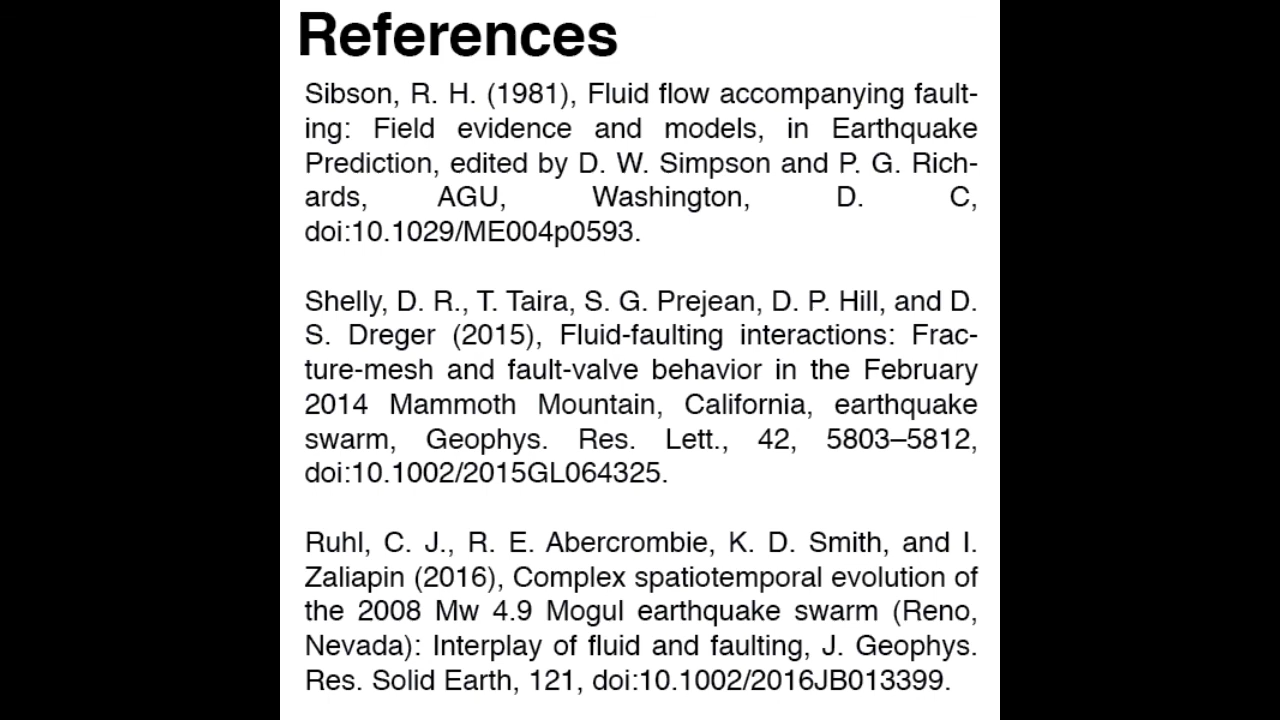 References
Sibson, R. H. (1981), Fluid flow accompanying fault-
ing: Field evidence and models, in Earthquake
Prediction, edited by D. W. Simpson and P. G. Rich-
ards, AGU, Washington, D. C,
doi:10.1029/ME004p0593.
Shelly, D. R., T. Taira, S. G. Prejean, D. P. Hill, and D.
S. Dreger (2015), Fluid-faulting interactions: Frac-
ture-mesh and fault-valve behavior in the February
2014 Mammoth Mountain, California, earthquake
swarm, Geophys. Res. Lett., 42, 5803–5812,
doi:10.1002/2015GL064325.
Ruhl, C. J., R. E. Abercrombie, K. D. Smith, and I.
Zaliapin (2016), Complex spatiotemporal evolution of
the 2008 Mw 4.9 Mogul earthquake swarm (Reno,
Nevada): Interplay of fluid and faulting, J. Geophys.
Res. Solid Earth, 121, doi:10.1002/2016JB013399.